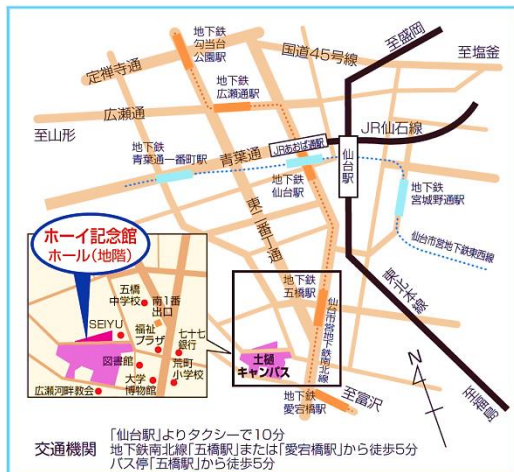 至盛岡
地下鉄
勾当台
公園駅
国道45号線
至塩釜
定禅寺通
地下鉄
広瀬通駅
広瀬通
至山形
JR仙石線
地下鉄
青葉通一番町駅
青葉通
JRあおば通駅
仙台駅
地下鉄
仙台駅
地下鉄
宮城野通駅
東二番丁通
仙台市営地下鉄東西線
ホーイ記念館
ホール(地階)
東北本線
地下鉄
五橋駅
仙台市営地下鉄南北線
五橋
中学校
南1番
出口
SEIYU
福祉
プラザ
七十七
銀行
図書館
荒町
小学校
大学
博物館
広瀬河畔教会
土樋
キャンパス
N
地下鉄
愛宕橋駅
至富沢
至福島
交通機関
「仙台駅」よりタクシーで10分
地下鉄南北線「五橋駅」または「愛宕橋駅」から徒歩5分
バス停「五橋駅」から徒歩5分